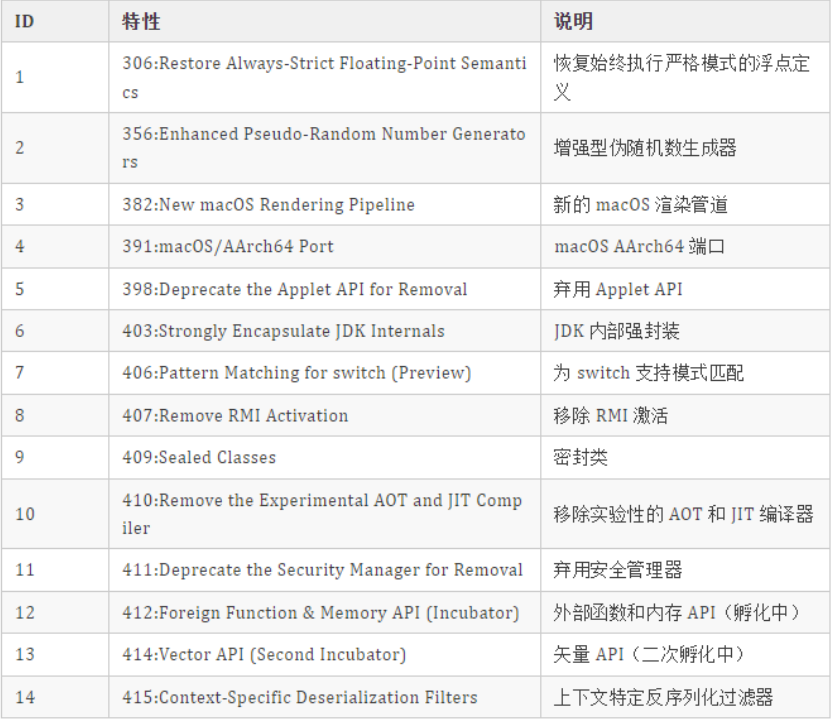 ID 特性 说明
1 306:Restore Always-Strict Floating-Point Semanti 恢复始终执行严格模式的浮点定
cs 义
2 356:Enhanced Pseudo-Random Number Generato 增强型伪随机数生成器
rs
3 382:New macOS Rendering Pipeline 新的 macOS 渲染管道
4 391:macOS/AArch64 Port macOS AArch64 端口
5 398:Deprecate the Applet API for Removal 弃用 Applet API
6 403:Strongly Encapsulate JDK Internals JDK 内部强封装
7 406:Pattern Matching for switch (Preview) 为 switch 支持模式匹配
8 407:Remove RMI Activation 移除 RMI 激活
9 409:Sealed Classes 密封类
10 410:Remove the Experimental AOT and JIT Comp 移除实验性的 AOT 和 JIT 编译器
iler
11 411:Deprecate the Security Manager for Removal 弃用安全管理器
12 412:Foreign Function & Memory API (Incubator) 外部函数和内存 API（孵化中）
13 414:Vector API (Second Incubator) 矢量 API（二次孵化中）
14 415:Context-Specific Deserialization Filters 上下文特定反序列化过滤器